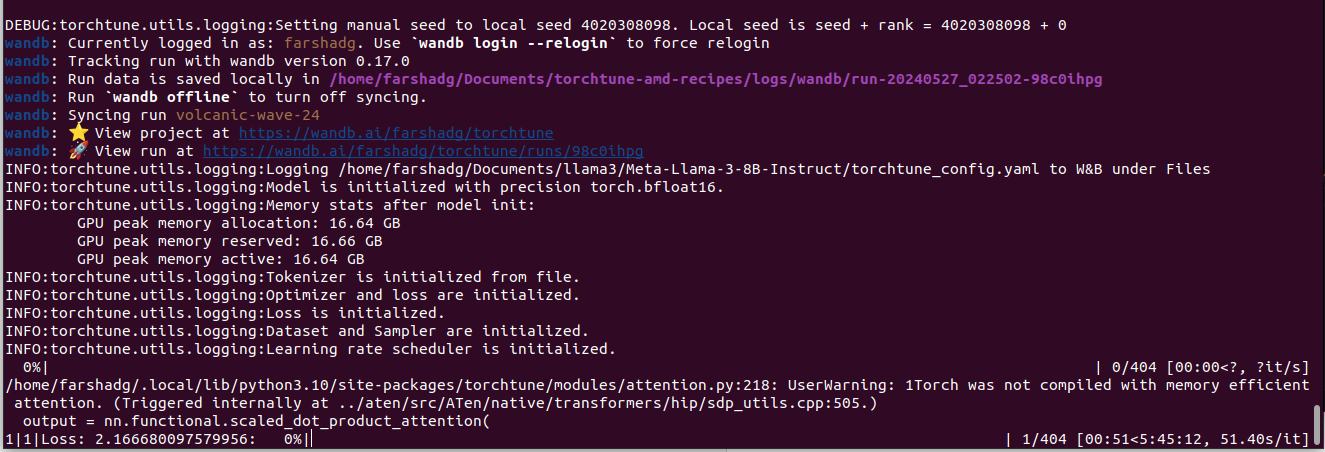 DEBUG:torchtune.utils.logging:Setting manual seed to local seed 4020308098. Local seed is seed + rank = 4020308098 + 0
wandb: Currently logged in as: farshadg. Use `wandb login --relogin` to force relogin
wandb: Tracking run with wandb version 0.17.0
wandb: Run data is saved locally in /home/farshadg/Documents/torchtune-amd-recipes/logs/wandb/run-20240527_022502-98c0ihpg
wandb: Run `wandb offline` to turn off syncing.
wandb: Syncing run volcanic-wave-24
wandb: ⭐ View project at https://wandb.ai/farshadg/torchtune
wandb: 🚀 View run at https://wandb.ai/farshadg/torchtune/runs/98c0ihpg
INFO:torchtune.utils.logging:Logging /home/farshadg/Documents/llama3/Meta-Llama-3-8B-Instruct/torchtune_config.yaml to W&B under Files
INFO:torchtune.utils.logging:Model is initialized with precision torch.bfloat16.
INFO:torchtune.utils.logging:Memory stats after model init:
        GPU peak memory allocation: 16.64 GB
        GPU peak memory reserved: 16.66 GB
        GPU peak memory active: 16.64 GB
INFO:torchtune.utils.logging:Tokenizer is initialized from file.
INFO:torchtune.utils.logging:Optimizer and loss are initialized.
INFO:torchtune.utils.logging:Loss is initialized.
INFO:torchtune.utils.logging:Dataset and Sampler are initialized.
INFO:torchtune.utils.logging:Learning rate scheduler is initialized.
  0%| | 0/404 [00:00<?, ?it/s]
/home/farshadg/.local/lib/python3.10/site-packages/torchtune/modules/attention.py:218: UserWarning: 1Torch was not compiled with memory efficient
 attention. (Triggered internally at ../aten/src/ATen/native/transformers/hip/sdp_utils.cpp:505.)
  output = nn.functional.scaled_dot_product_attention(
1|1|Loss: 2.166680097579956:   0%| | 1/404 [00:51<5:45:12, 51.40s/it]